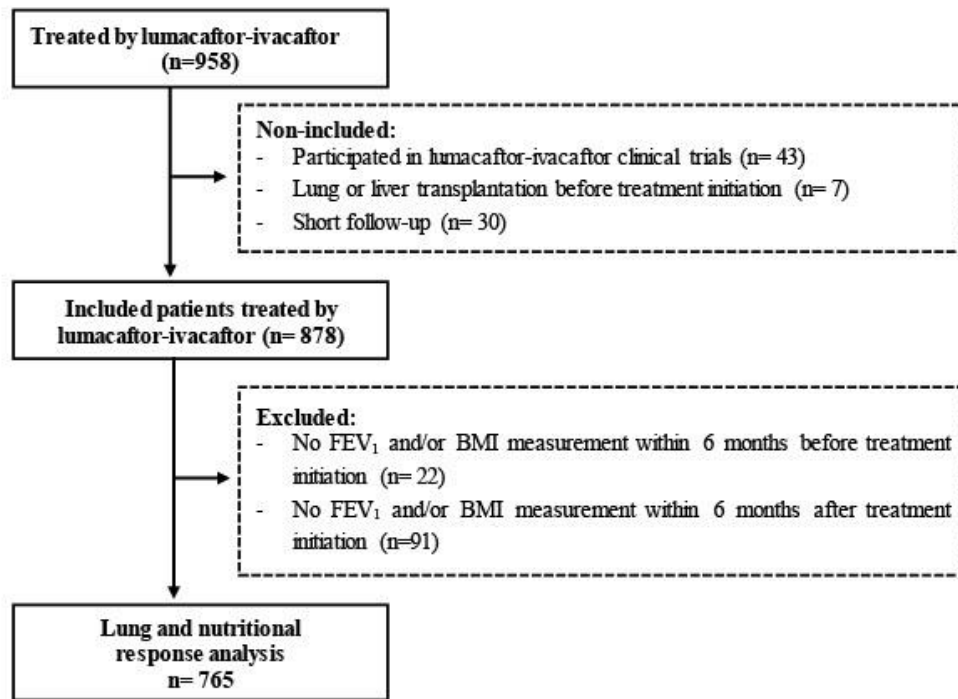 Treated by lumacaftor-ivacaftor
(n=958)
Non-included:
- Participated in lumacaftor-ivacaftor clinical trials (n= 43)
- Lung or liver transplantation before treatment initiation (n= 7)
- Short follow-up (n= 30)
Included patients treated by
lumacaftor-ivacaftor (n= 878)
Excluded:
- No FEV₁ and/or BMI measurement within 6 months before treatment
initiation (n= 22)
- No FEV₁ and/or BMI measurement within 6 months after treatment
initiation (n=91)
Lung and nutritional
response analysis
n= 765